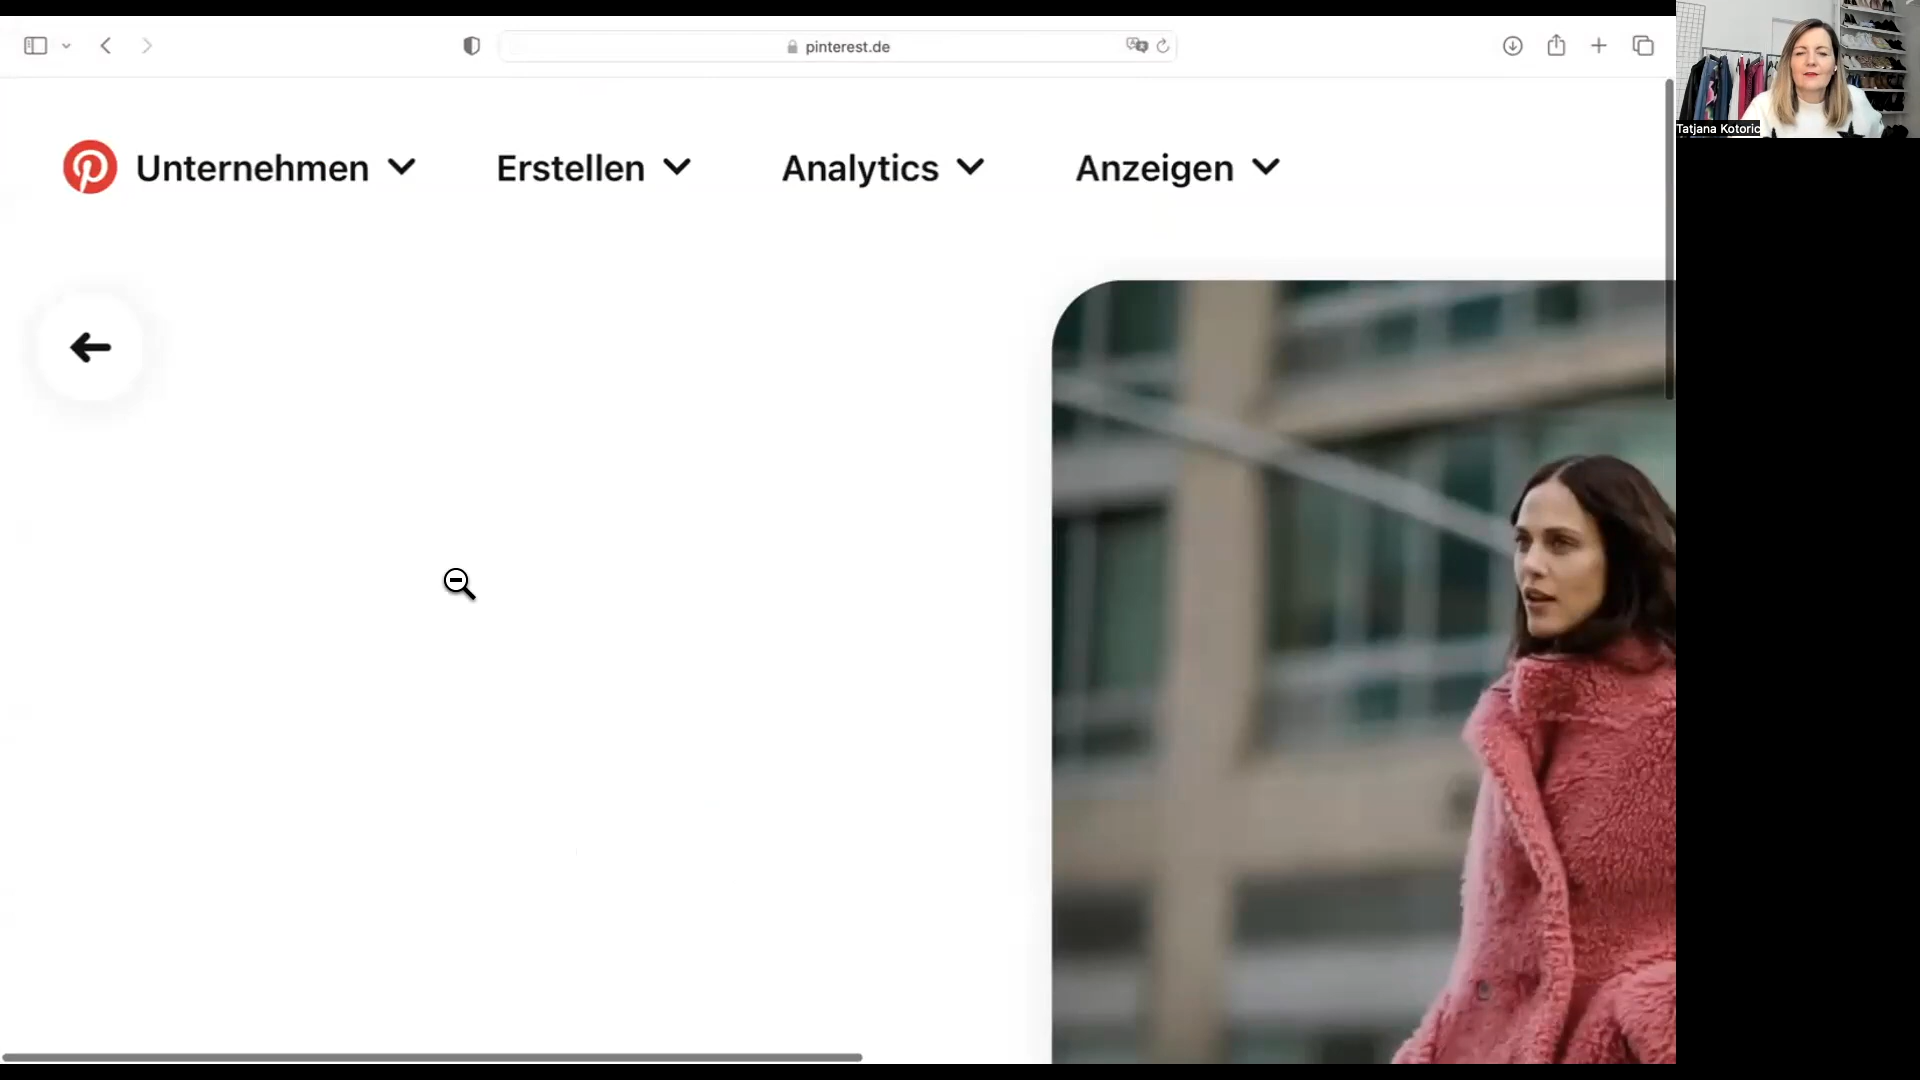 pinterest.de
Tatjana Kotoric
Unternehmen
Erstellen
Analytics
Anzeigen